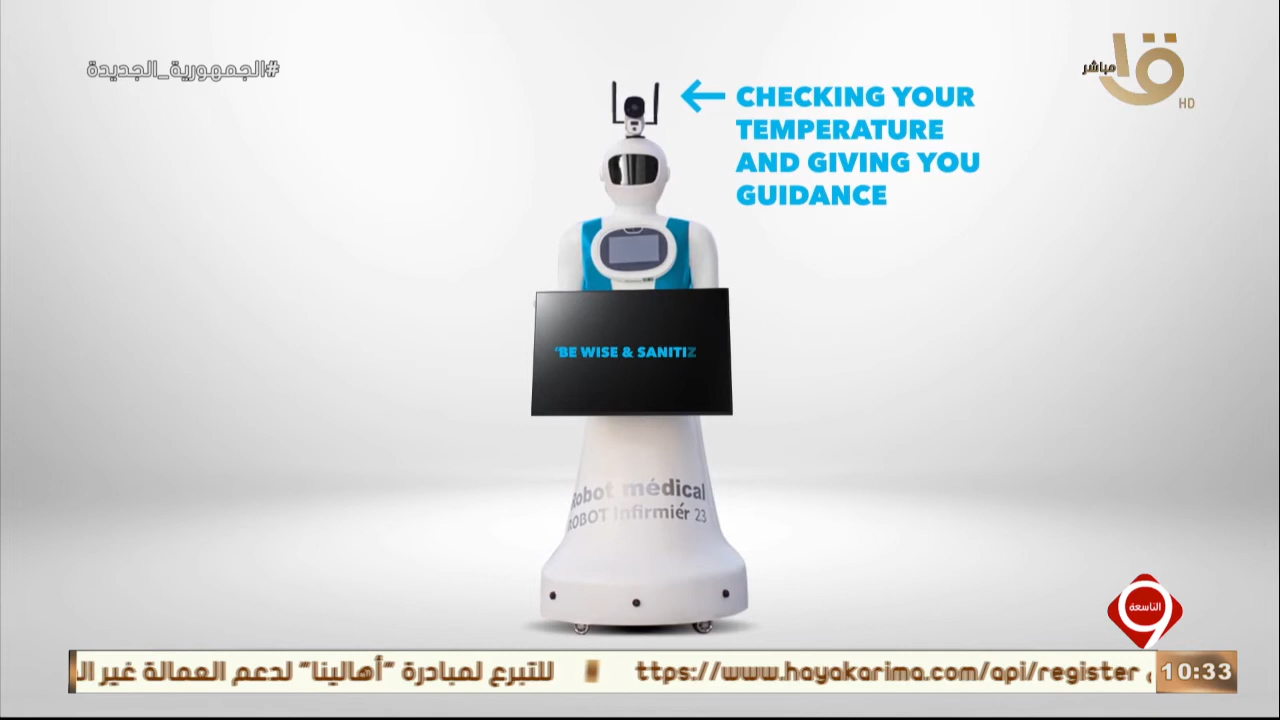 #الجمهورية_الجديدة
مباشر
HD
CHECKING YOUR
TEMPERATURE
AND GIVING YOU
GUIDANCE
"BE WISE & SANITIZ
Robot médical
ROBOT Infirmiér 23
التاسعة
9
ttps://www.hayakarima.com/api/register
للتبرع لمبادرة "أهالينا" لدعم العمالة غير ال
10:33